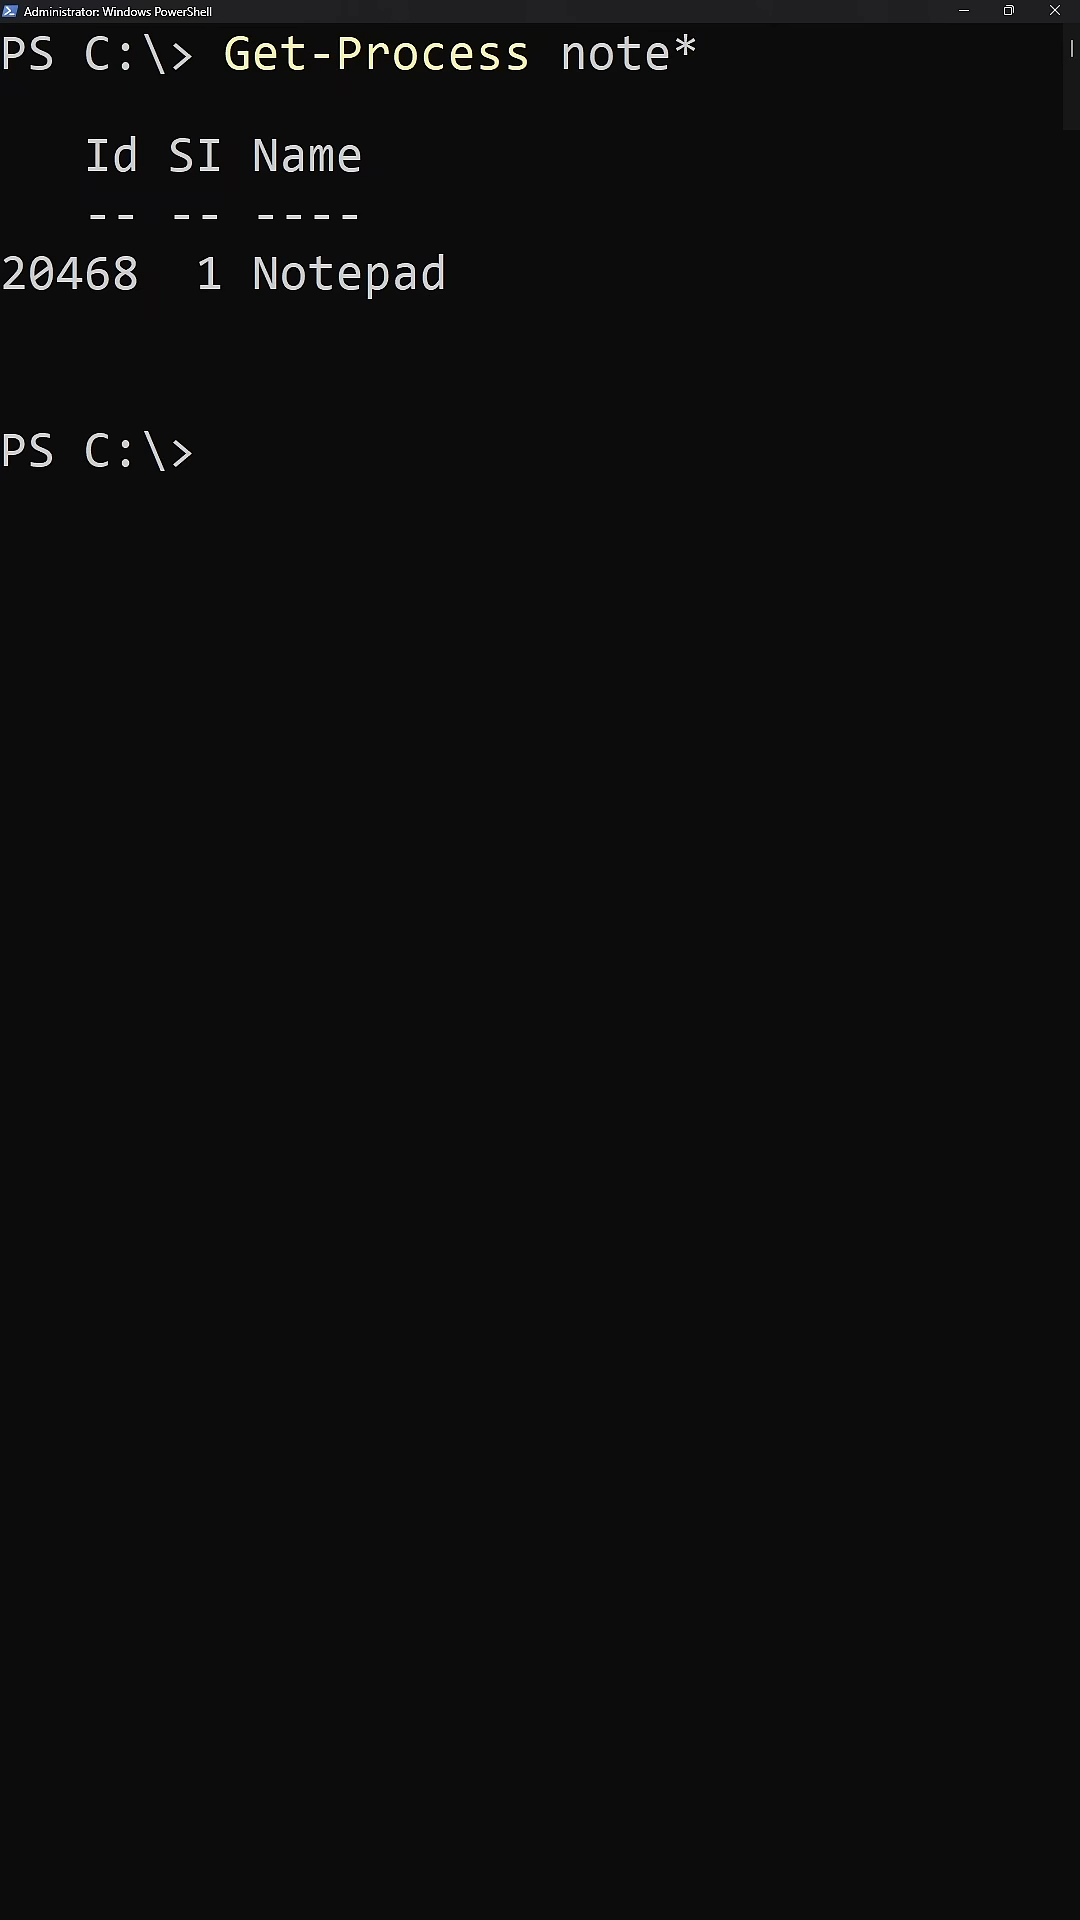 Administrator: Windows PowerShell
PS C:\> Get-Process note*
Id SI Name
-- -- ----
20468 1 Notepad
PS C:\>